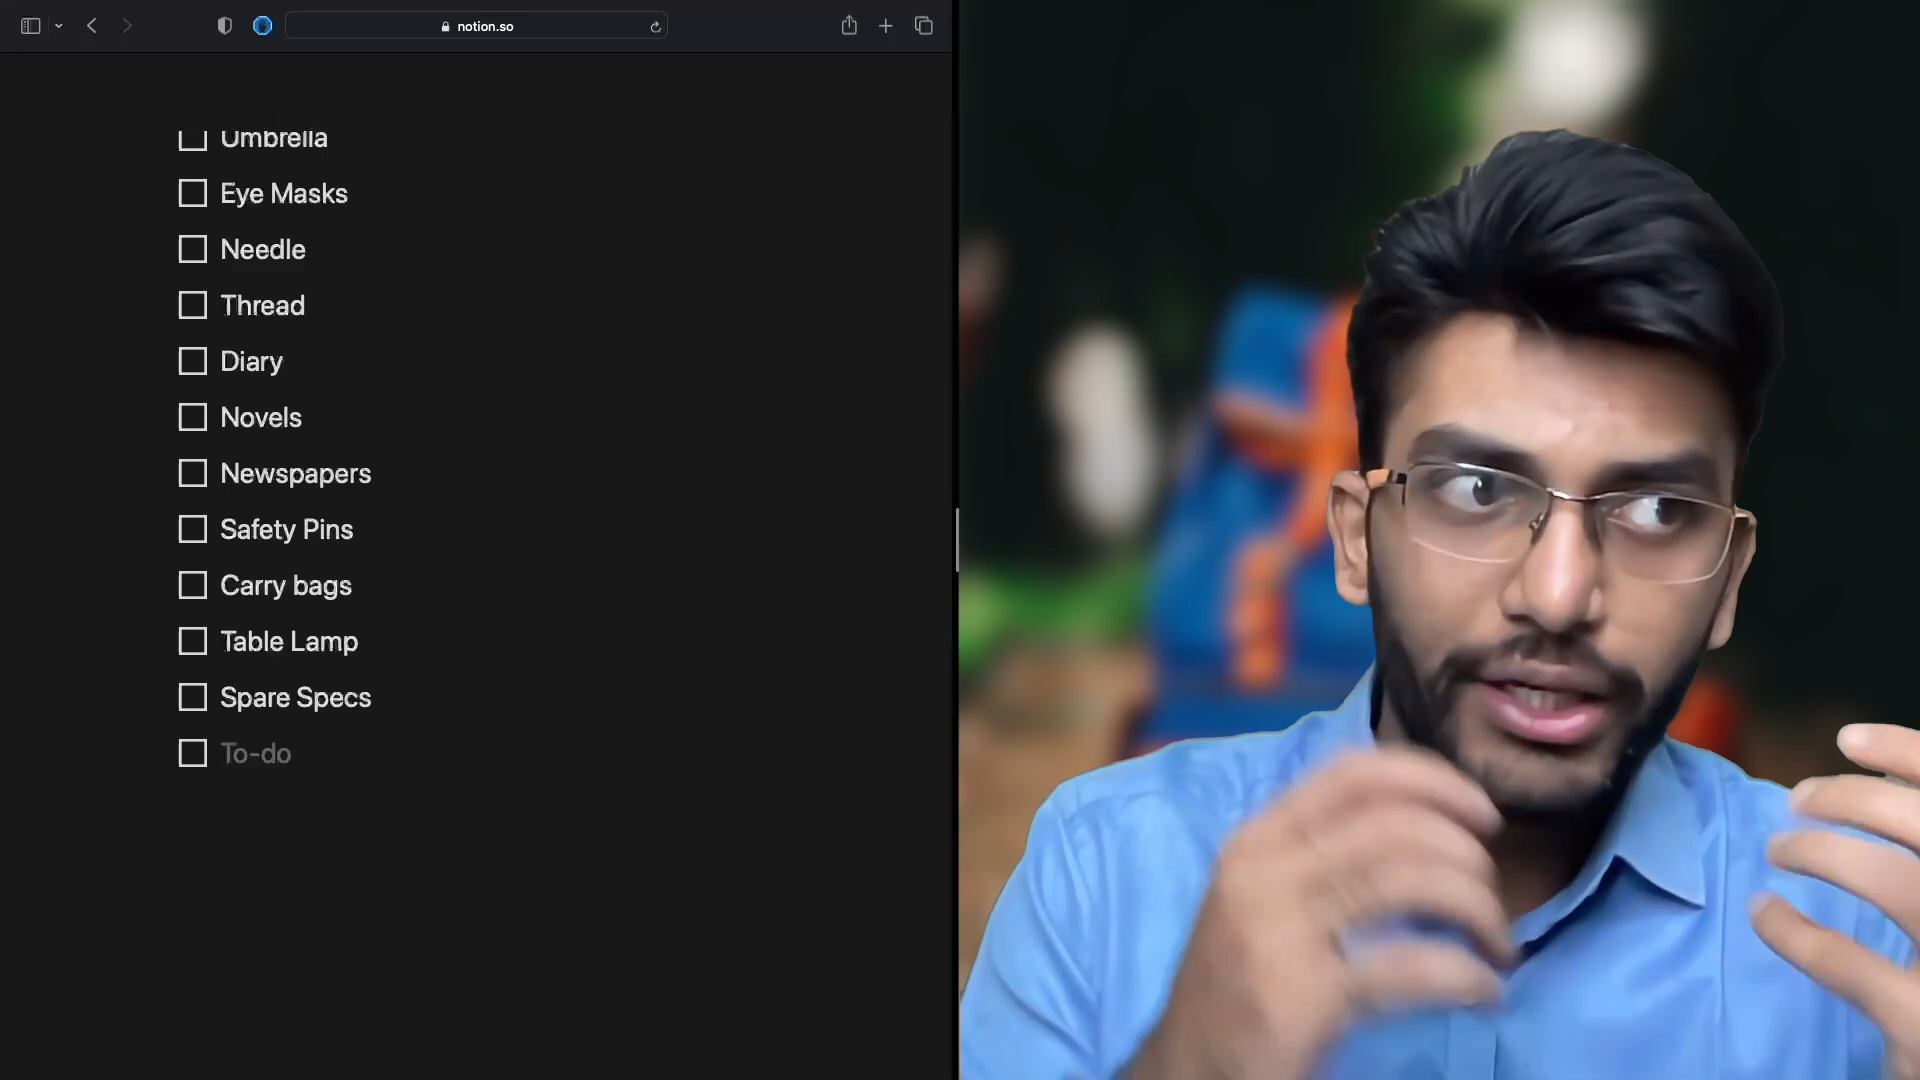 notion.so
Umbrella
Eye Masks
Needle
Thread
Diary
Novels
Newspapers
Safety Pins
Carry bags
Table Lamp
Spare Specs
To-do